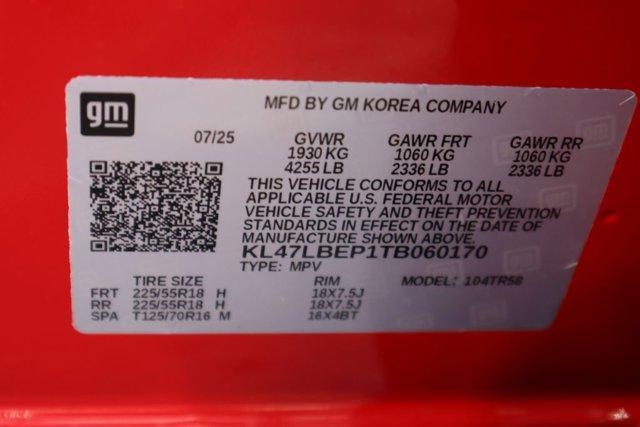 gm
MFD BY GM KOREA COMPANY
07/25 GVWR GAWR FRT GAWR RR
1930 KG 1060 KG 1060 KG
4255 LB 2336 LB 2336 LB
THIS VEHICLE CONFORMS TO ALL
APPLICABLE U.S. FEDERAL MOTOR
VEHICLE SAFETY AND THEFT PREVENTION
STANDARDS IN EFFECT ON THE DATE OF
MANUFACTURE SHOWN ABOVE.
KL47LBEP1TB060170
TYPE: MPV MODEL: 104TR58
TIRE SIZE RIM
FRT 225/55R18 H 18X7.5J
RR 225/55R18 H 18X7.5J
SPA T125/70R16 M 16X4BT